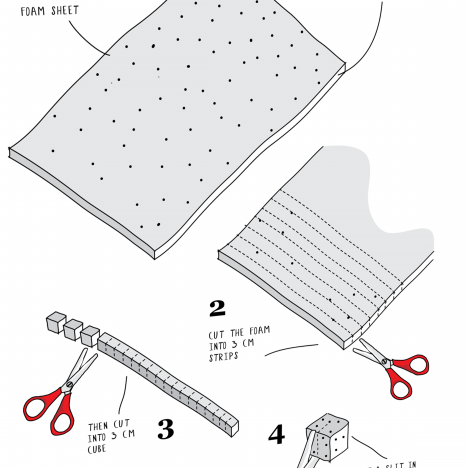 FOAM SHEET
2
CUT THE FOAM
INTO 3 CM
STRIPS
THEN CUT
INTO 3 CM
CUBE
3
4
SLIT IN